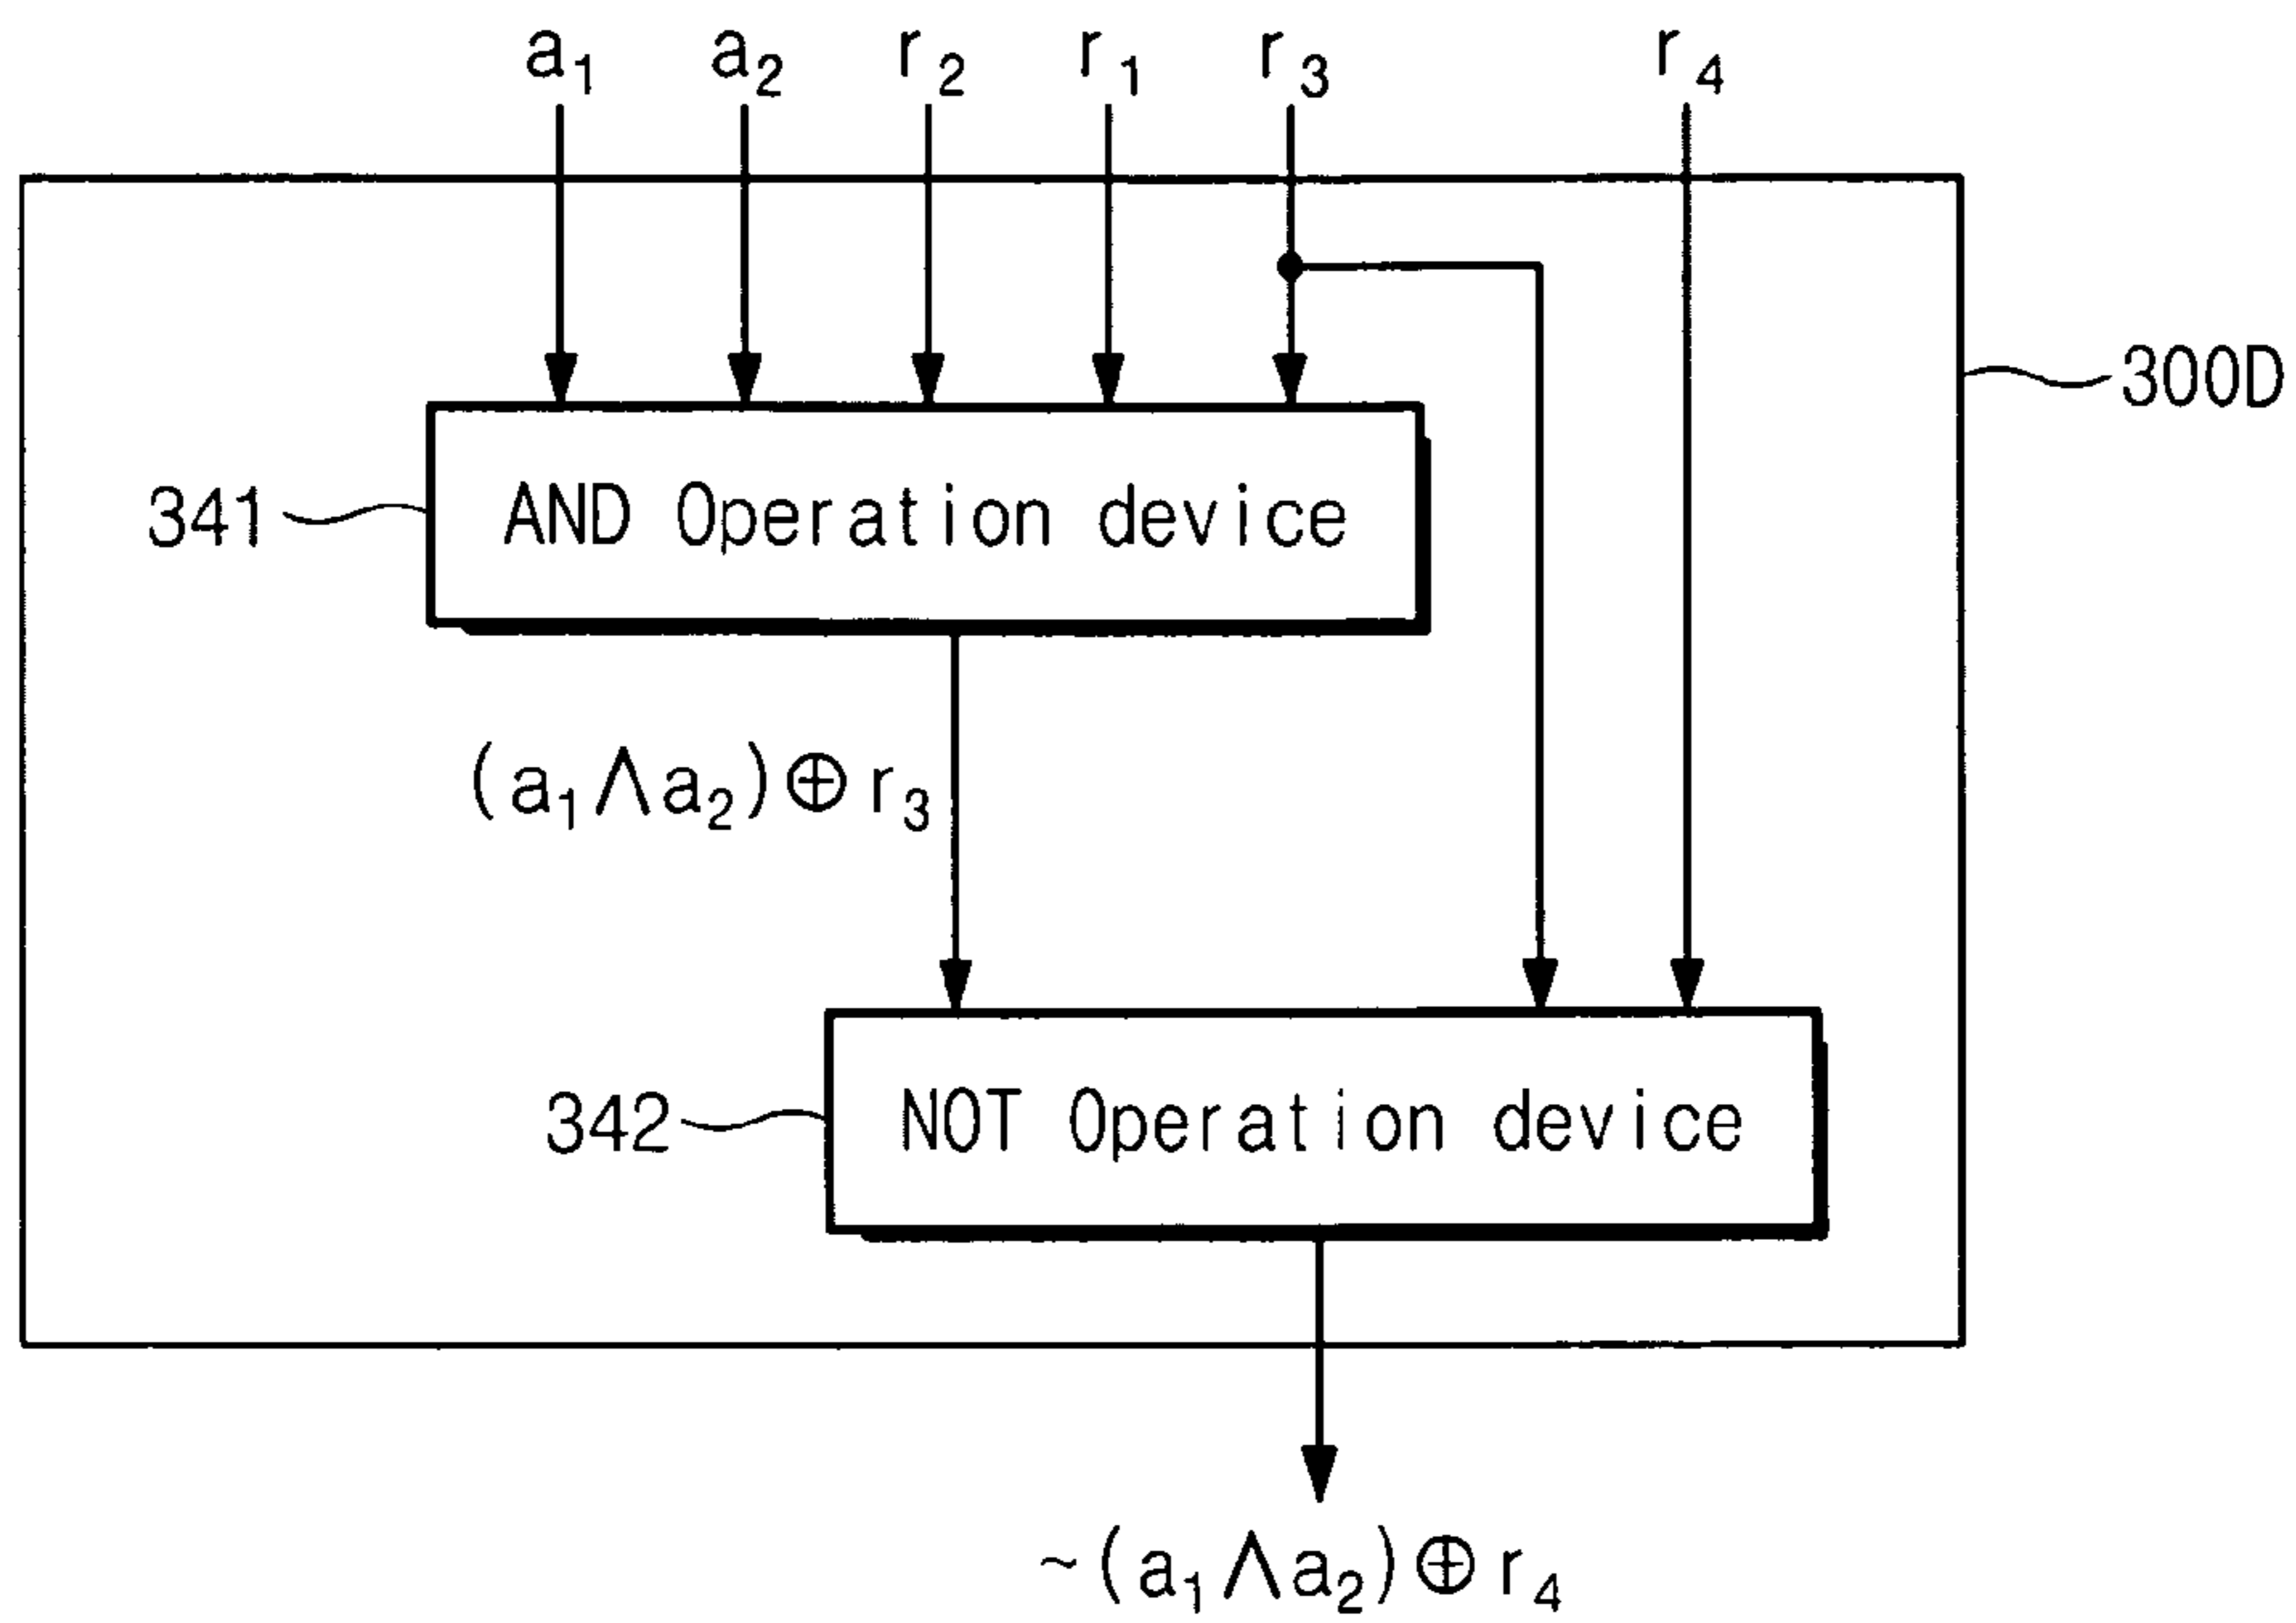 a₁ a₂ r₂ r₁ r₃ r₄
300D
341 AND Operation device
(a₁∧a₂)⊕r₃
342 NOT Operation device
~(a₁∧a₂)⊕r₄